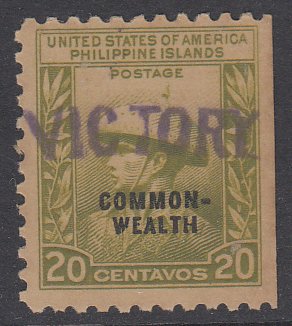 UNITED STATES OF AMERICA
PHILIPPINE ISLANDS
POSTAGE
VICTORY
COMMON-
WEALTH
20 CENTAVOS 20